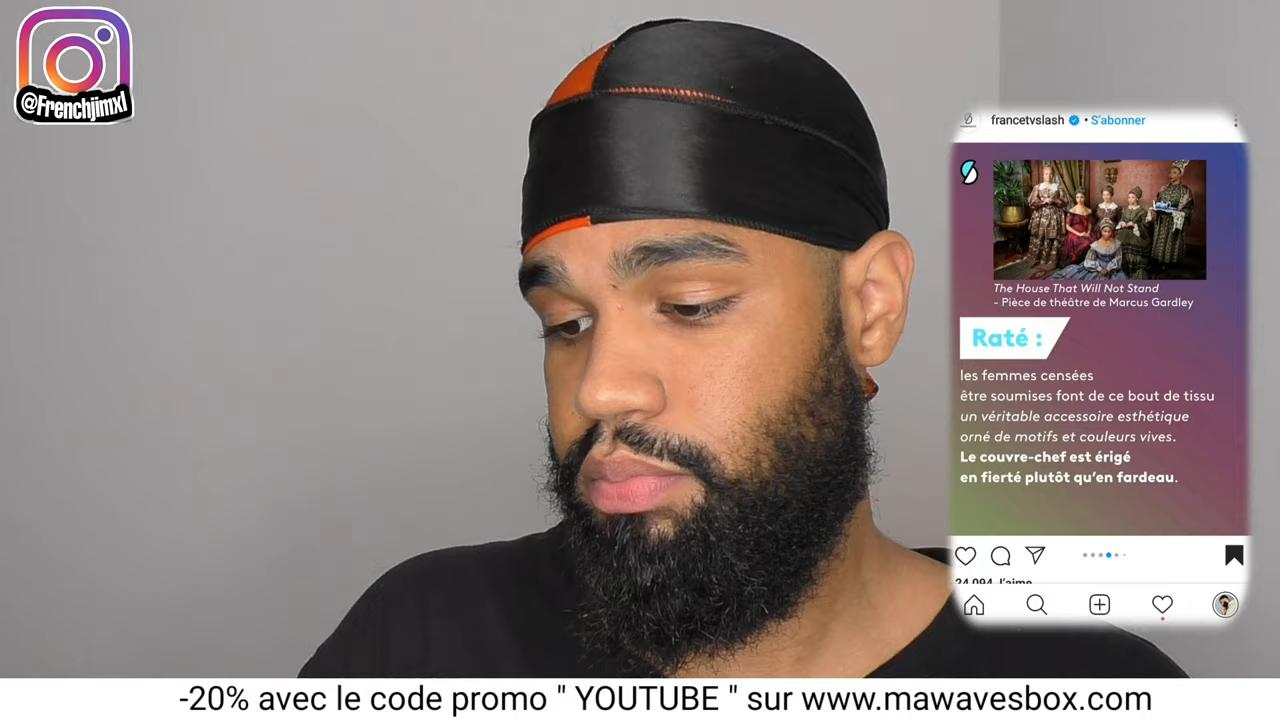 @Frenchjimxl
francetvslash • S'abonner
The House That Will Not Stand
- Pièce de théâtre de Marcus Gardley
Raté :
les femmes censées
être soumises font de ce bout de tissu
un véritable accessoire esthétique
orné de motifs et couleurs vives.
Le couvre-chef est érigé
en fierté plutôt qu'en fardeau.
24 094 J'aime
-20% avec le code promo " YOUTUBE " sur www.mawavesbox.com